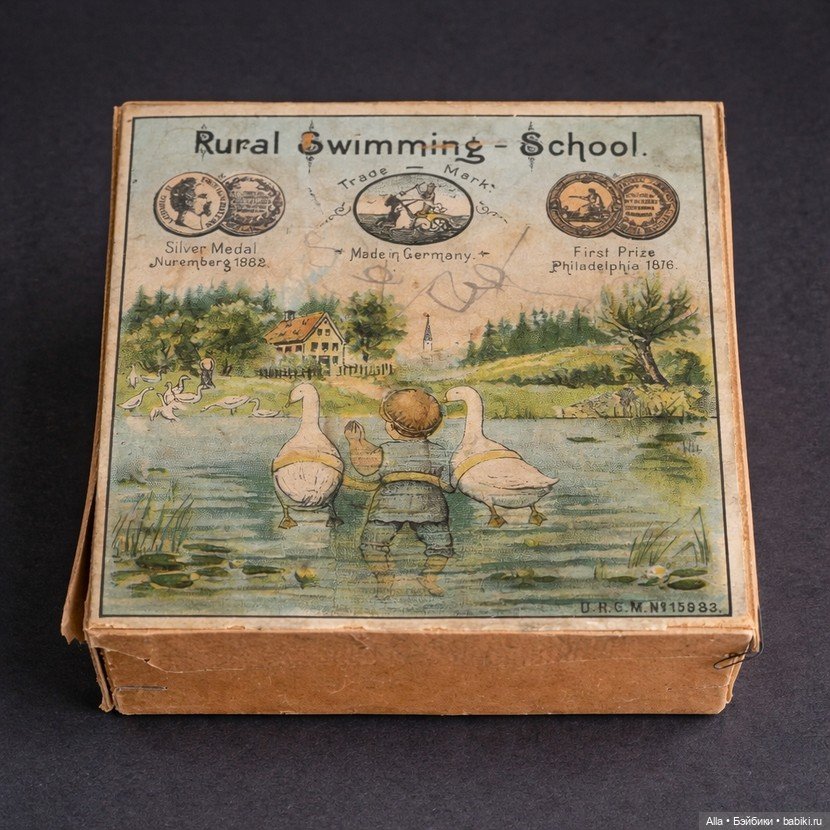 Rural Swimming - School.
Trade Mark.
Silver Medal
Nuremberg 1882.
Made in Germany.
First Prize
Philadelphia 1876.
D.R.G.M. Nº 15983.
Alla • Бэйбики • babiki.ru